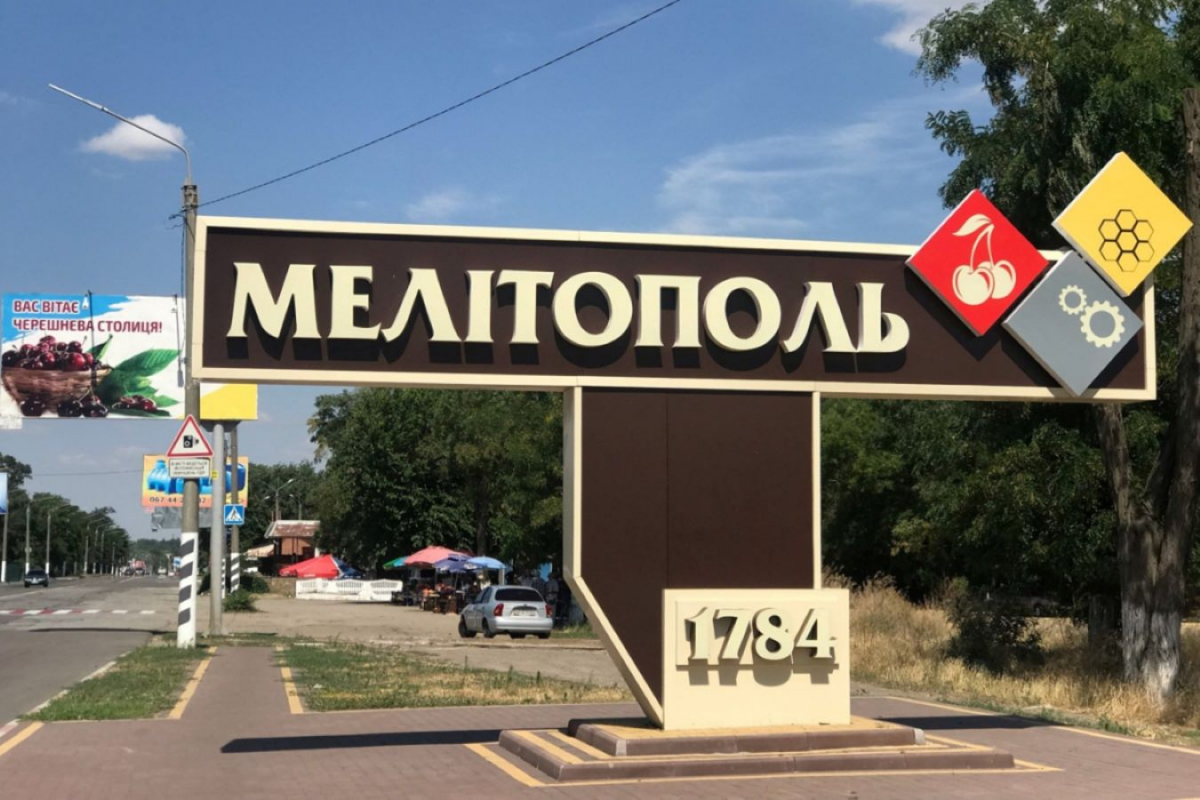 МЕЛІТОПОЛЬ
1784
ВАС ВІТАЄ
ЧЕРЕШНЕВА СТОЛИЦЯ!